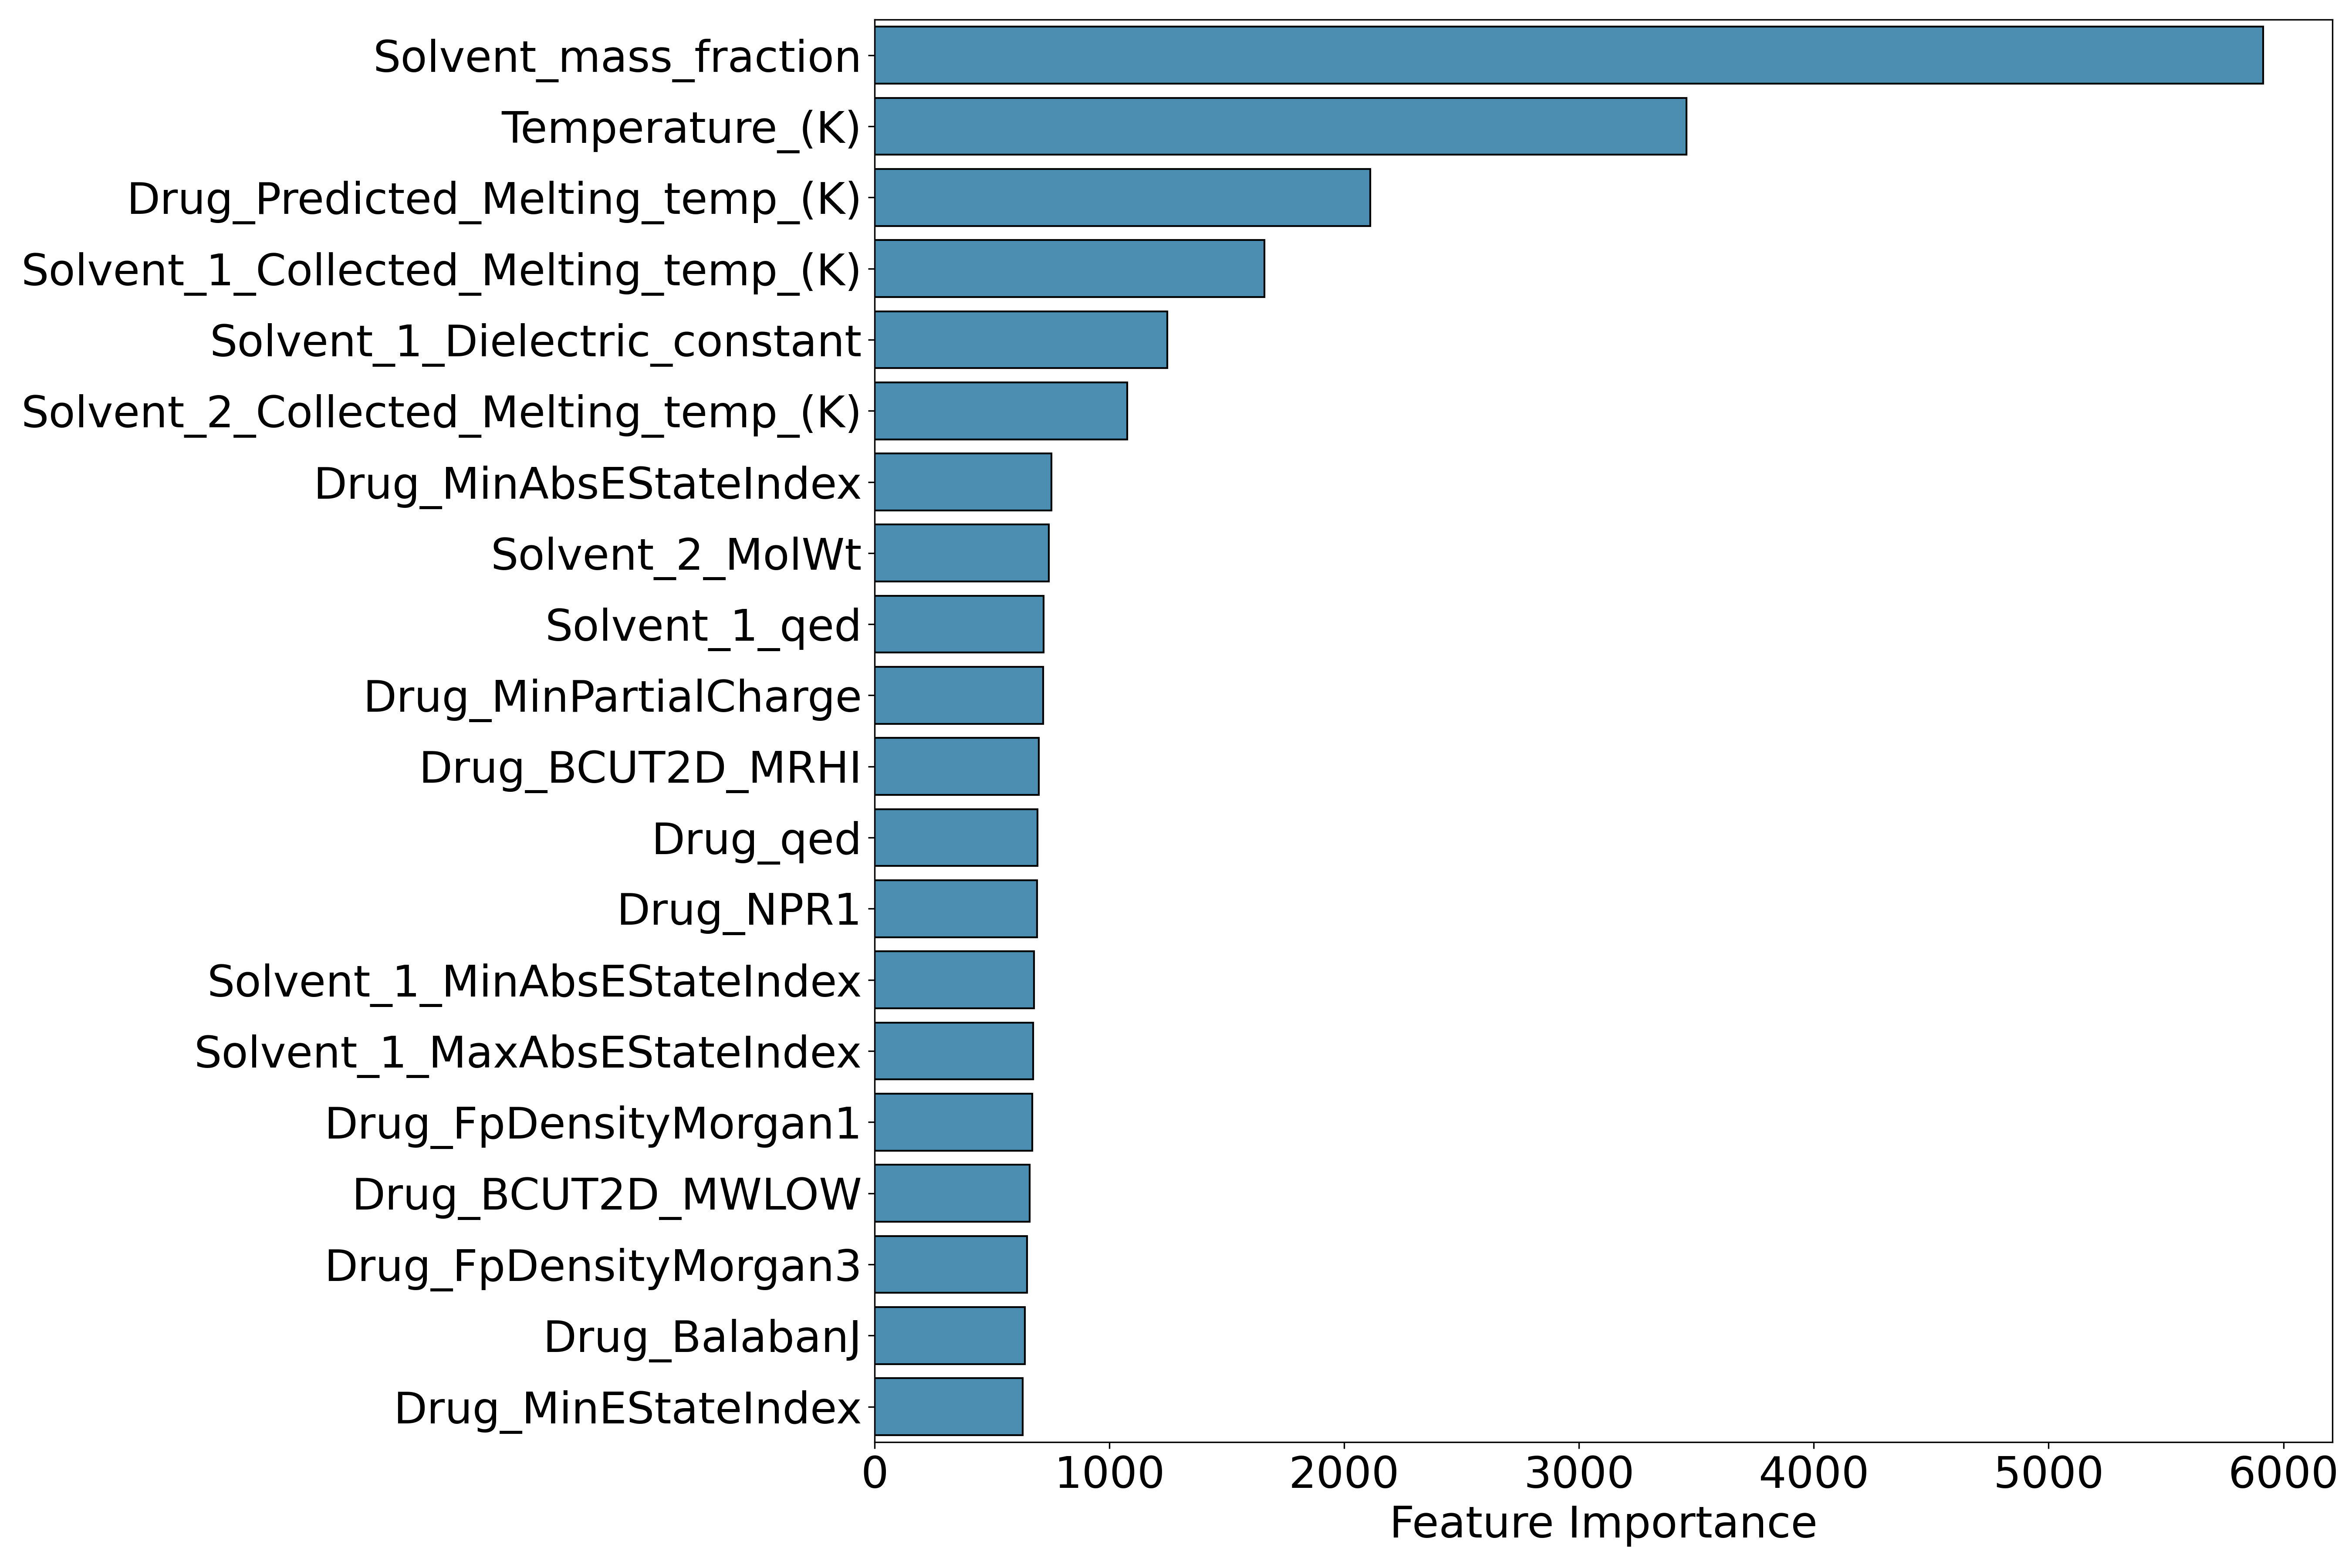 Solvent_mass_fraction
Temperature_(K)
Drug_Predicted_Melting_temp_(K)
Solvent_1_Collected_Melting_temp_(K)
Solvent_1_Dielectric_constant
Solvent_2_Collected_Melting_temp_(K)
Drug_MinAbsEStateIndex
Solvent_2_MolWt
Solvent_1_qed
Drug_MinPartialCharge
Drug_BCUT2D_MRHI
Drug_qed
Drug_NPR1
Solvent_1_MinAbsEStateIndex
Solvent_1_MaxAbsEStateIndex
Drug_FpDensityMorgan1
Drug_BCUT2D_MWLOW
Drug_FpDensityMorgan3
Drug_BalabanJ
Drug_MinEStateIndex
0 1000 2000 3000 4000 5000 6000
Feature Importance